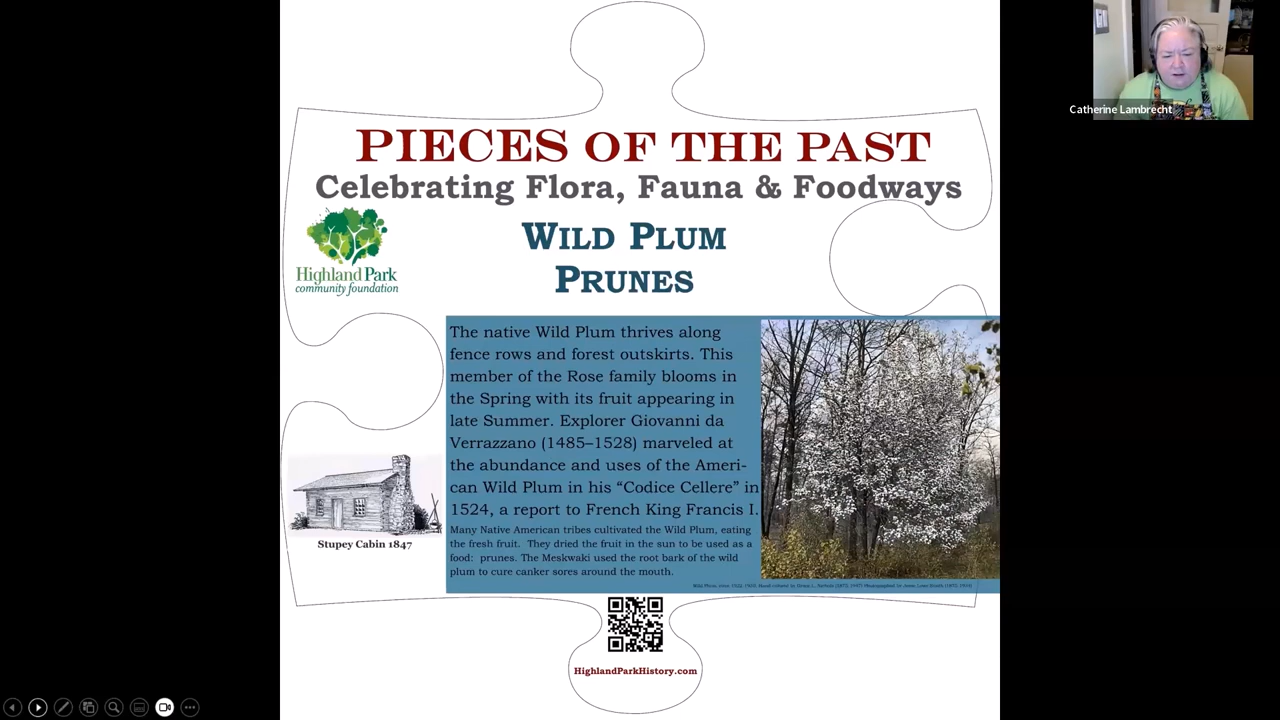 Catherine Lambrecht
PIECES OF THE PAST
Celebrating Flora, Fauna & Foodways
WILD PLUM
PRUNES
Highland Park
community foundation
The native Wild Plum thrives along
fence rows and forest outskirts. This
member of the Rose family blooms in
the Spring with its fruit appearing in
late Summer. Explorer Giovanni da
Verrazzano (1485–1528) marveled at
the abundance and uses of the Ameri-
can Wild Plum in his “Codice Cellere” in
1524, a report to French King Francis I.
Many Native American tribes cultivated the Wild Plum, eating
the fresh fruit. They dried the fruit in the sun to be used as a
food: prunes. The Meskwaki used the root bark of the wild
plum to cure canker sores around the mouth.
Stupey Cabin 1847
HighlandParkHistory.com